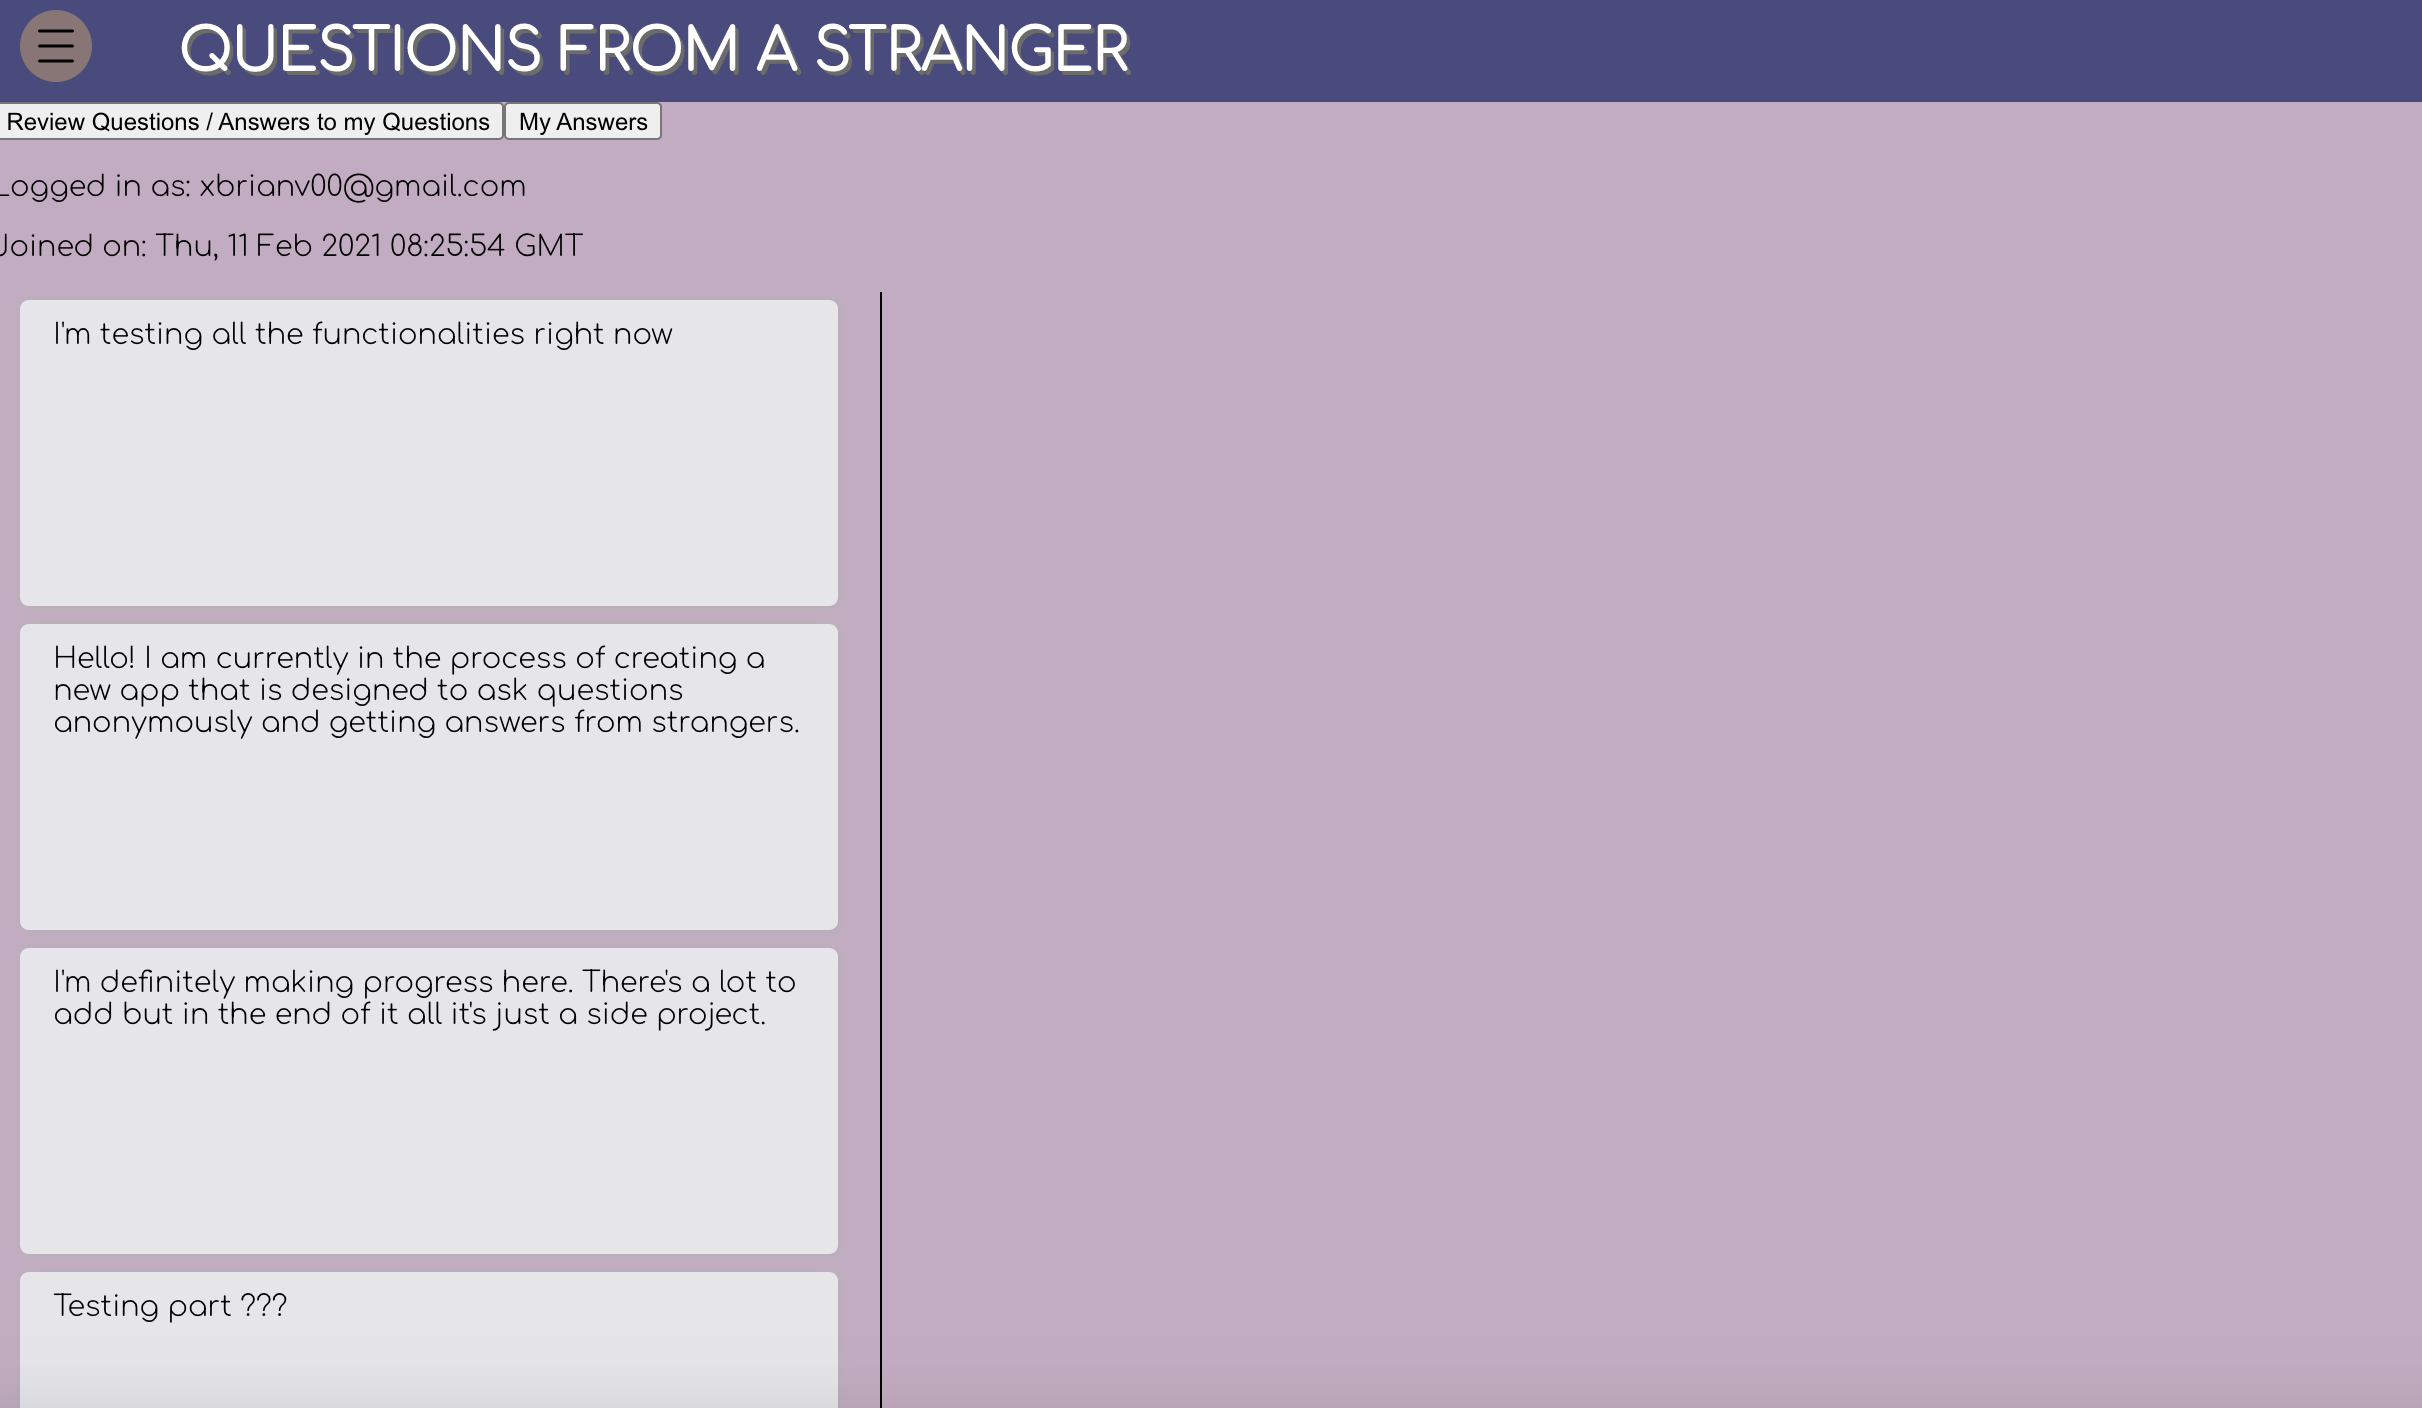 QUESTIONS FROM A STRANGER
Review Questions / Answers to my Questions
My Answers
Logged in as: xbrianv00@gmail.com
Joined on: Thu, 11 Feb 2021 08:25:54 GMT
I'm testing all the functionalities right now
Hello! I am currently in the process of creating a
new app that is designed to ask questions
anonymously and getting answers from strangers.
I'm definitely making progress here. There's a lot to
add but in the end of it all it's just a side project.
Testing part ???